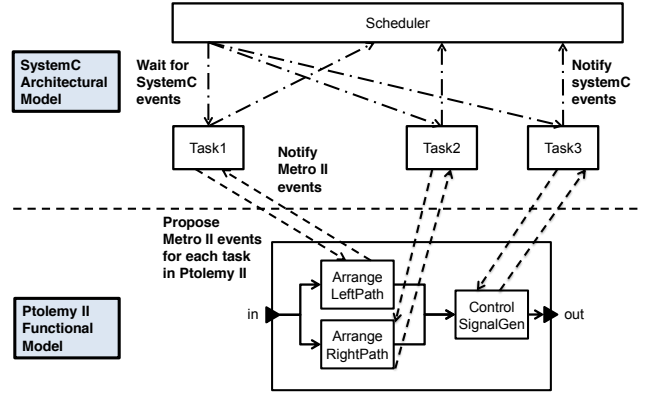 Scheduler
SystemC
Architectural
Model
Wait for
SystemC
events
Notify
systemC
events
Task1
Task2
Task3
Notify
Metro II
events
Propose
Metro II events
for each task
in Ptolemy II
Ptolemy II
Functional
Model
in
Arrange
LeftPath
Arrange
RightPath
Control
SignalGen
out